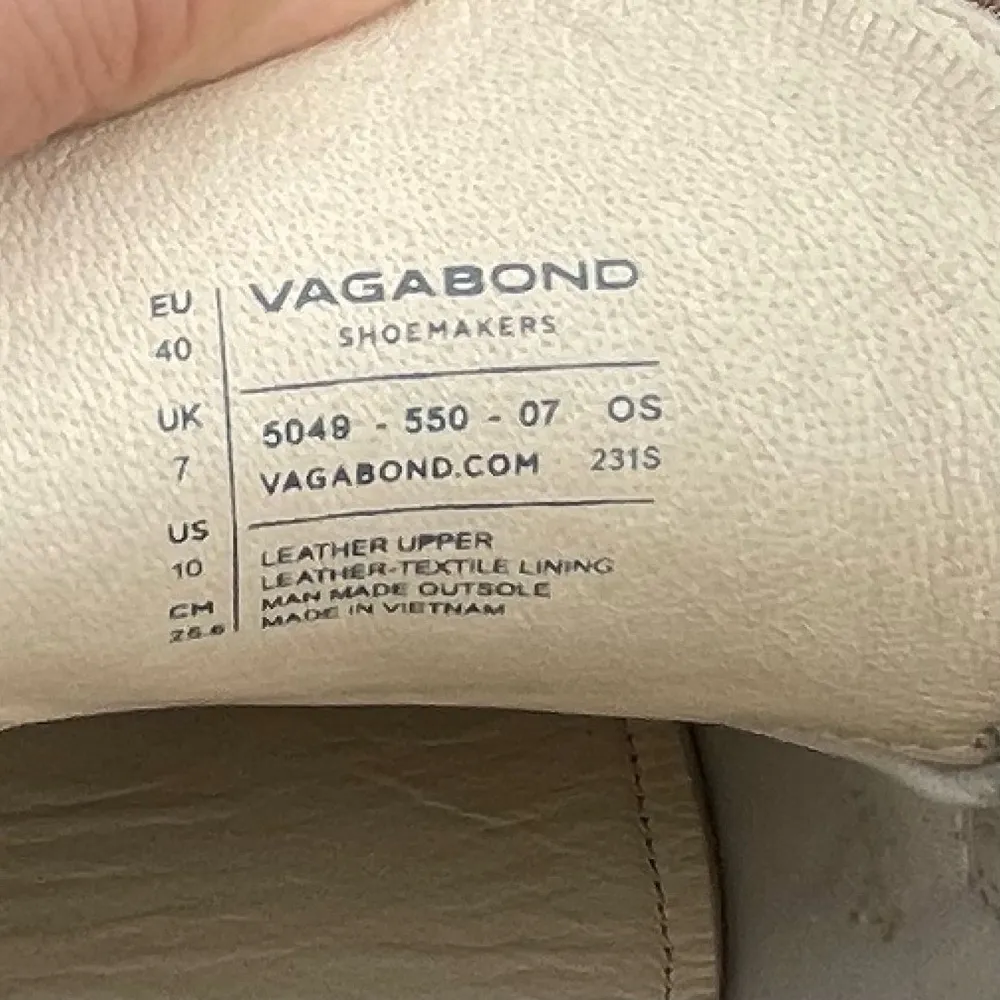 EU
40
UK
7
US
10
CM
VAGABOND
SHOEMAKERS
5049 - 550 - 07 OS
VAGABOND.COM 231S
LEATHER UPPER
LEATHER-TEXTILE LINING
MAN MADE OUTSOLE
MADE IN VIETNAM